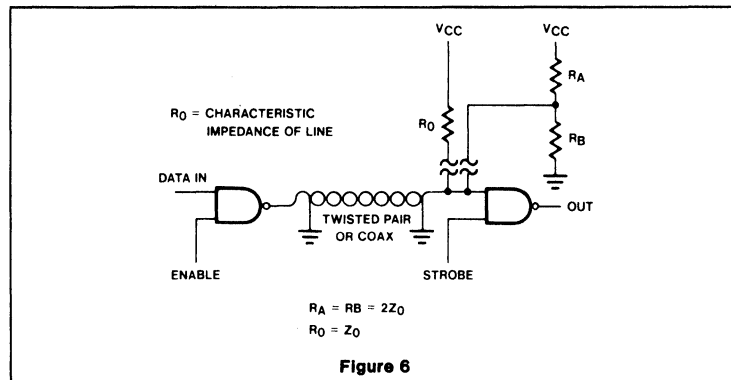 VCC
VCC
RA
R0 = CHARACTERISTIC
IMPEDANCE OF LINE
R0
RB
DATA IN
TWISTED PAIR
OR COAX
OUT
ENABLE
STROBE
RA = RB = 2Z0
R0 = Z0
Figure 6